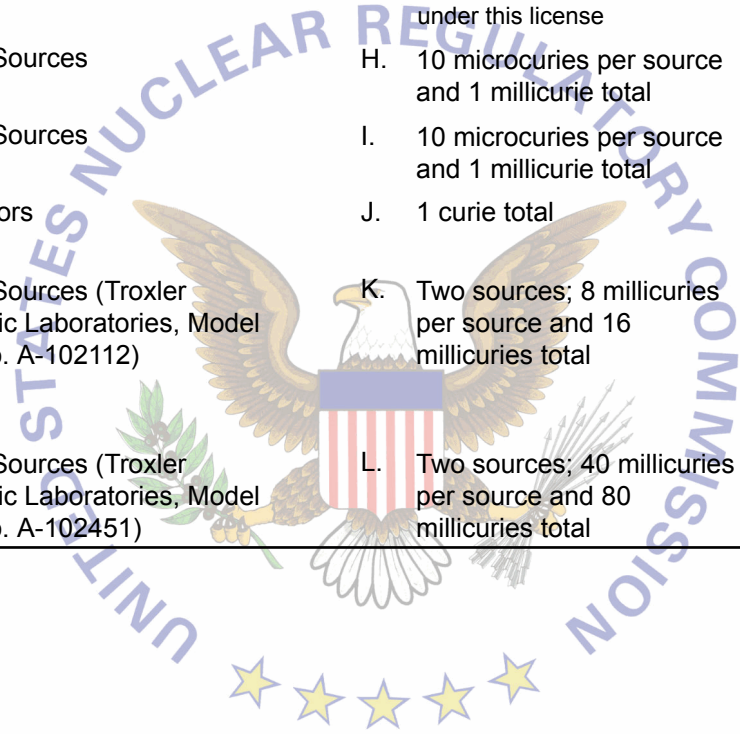 under this license
Sources
H. 10 microcuries per source
and 1 millicurie total
Sources
I. 10 microcuries per source
and 1 millicurie total
ors
J. 1 curie total
Sources (Troxler
K. Two sources; 8 millicuries
ic Laboratories, Model
per source and 16
. A-102112)
millicuries total
Sources (Troxler
L. Two sources; 40 millicuries
ic Laboratories, Model
per source and 80
. A-102451)
millicuries total
UNITED STATES NUCLEAR REGULATORY COMMISSION